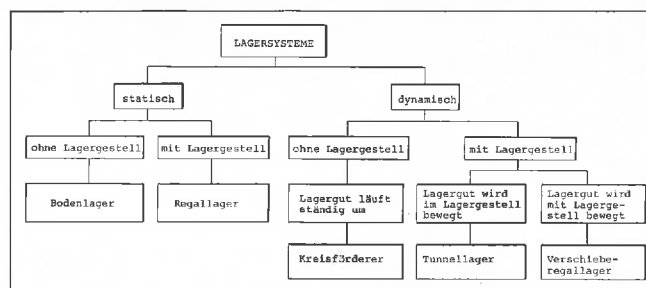 LAGERSYSTEME
statisch
dynamisch
ohne Lagergestell
mit Lagergestell
ohne Lagergestell
mit Lagergestell
Bodenlager
Regallager
Lagergut läuft
ständig um
Lagergut wird
im Lagergestell
bewegt
Lagergut wird
mit Lagerge-
stell bewegt
Kreisförderer
Tunnellager
Verschiebe-
regallager